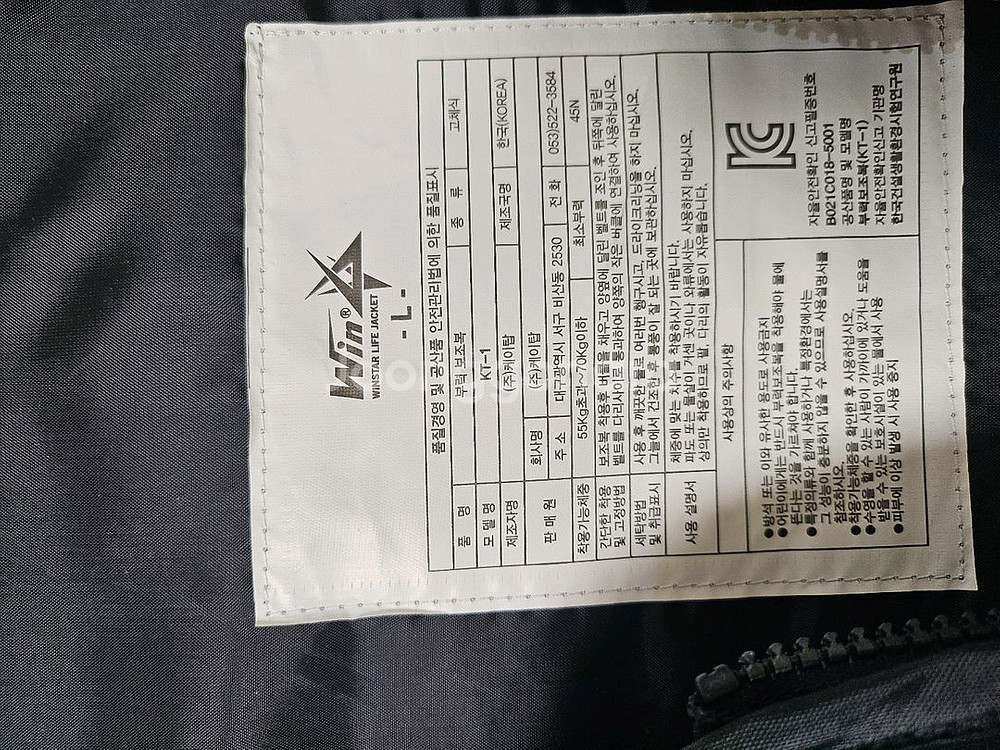 Win®
WINSTAR LIFE JACKET
- L -
품질경영 및 공산품 안전관리법에 의한 품질표시
품 명 부력 보조복 종 류 고체식
모 델 명 KT-1
제조자명 (주)케이탑 제조국명 한국(KOREA)
판 매 원 회사명 (주)케이탑
주 소 대구광역시 서구 비산동 2530 전 화 053)522-3584
착용가능체중 55Kg초과~70Kg이하 최소부력 45N
간단한 착용 및 고정방법 보조복 착용후 버클을 채우고 양옆에 달린 벨트를 조인 후 뒤쪽에 달린
벨트를 다리사이로 통과하여 양쪽의 작은 버클에 연결하여 사용하십시오.
세탁방법 및 취급표시 사용 후 깨끗한 물로 여러번 헹구시고, 드라이크리닝을 하지 마십시오.
그늘에서 건조한 후 통풍이 잘 되는 곳에 보관하십시오.
사용 설명서 체중에 맞는 치수를 착용하시기 바랍니다.
파도 또는 물살이 거센 곳이나 외류에서는 사용하지 마십시오.
상의만 착용하므로 팔, 다리의 활동이 자유롭습니다.
사용상의 주의사항
●방석 또는 이와 유사한 용도로 사용금지
●어린이에게는 반드시 부력보조복을 착용해야 물에
뜬다는 것을 가르쳐야 합니다.
●특정의류와 함께 사용하거나 특정환경에서는
그 성능이 충분하지 않을 수 있으므로 사용설명서를
참조하시오.
●착용가능체중을 확인한 후 사용하십시오.
●수영을 할 수 있는 사람이 가까이에 있거나 도움을
받을 수 있는 보호시설이 있는 물에서 사용
●피부에 이상 발생 시 사용 중지
자율안전확인 신고필증번호
B021C018-5001
공산품명 및 모델명
부력보조복(KT-1)
자율안전확인신고 기관명
한국건설생활환경시험연구원